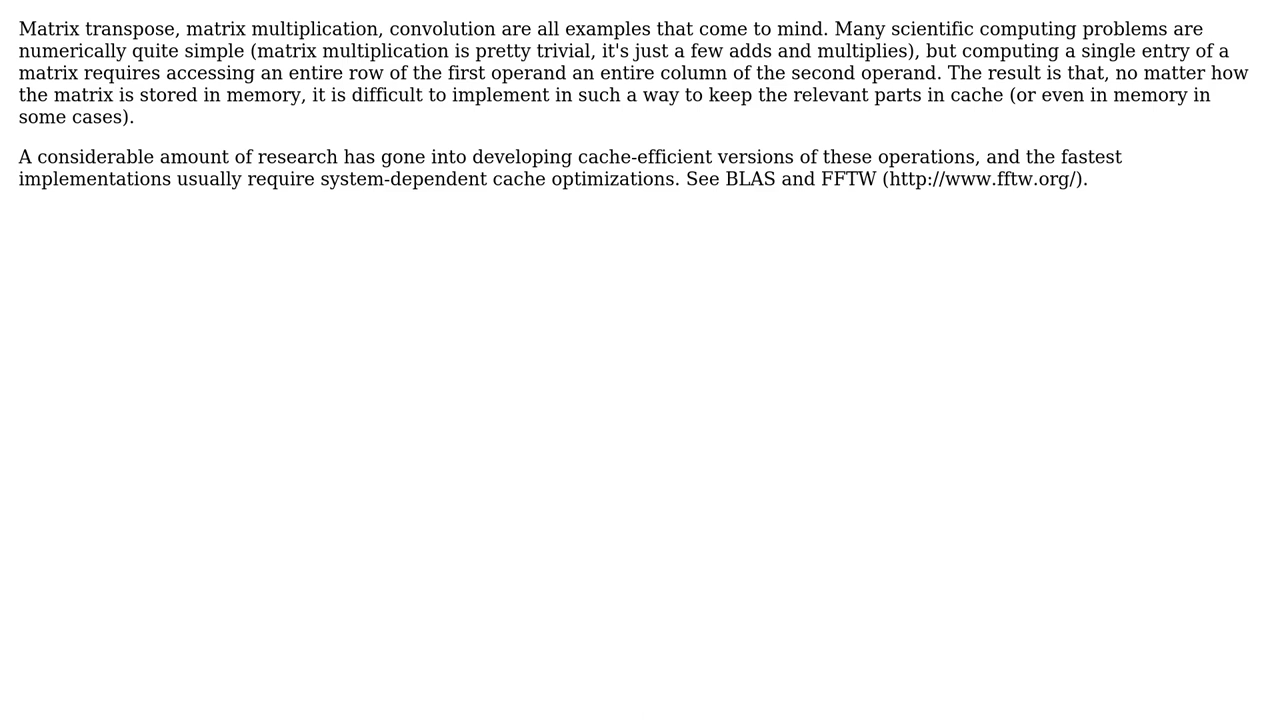 Matrix transpose, matrix multiplication, convolution are all examples that come to mind. Many scientific computing problems are
numerically quite simple (matrix multiplication is pretty trivial, it's just a few adds and multiplies), but computing a single entry of a
matrix requires accessing an entire row of the first operand an entire column of the second operand. The result is that, no matter how
the matrix is stored in memory, it is difficult to implement in such a way to keep the relevant parts in cache (or even in memory in
some cases).
A considerable amount of research has gone into developing cache-efficient versions of these operations, and the fastest
implementations usually require system-dependent cache optimizations. See BLAS and FFTW (http://www.fftw.org/).